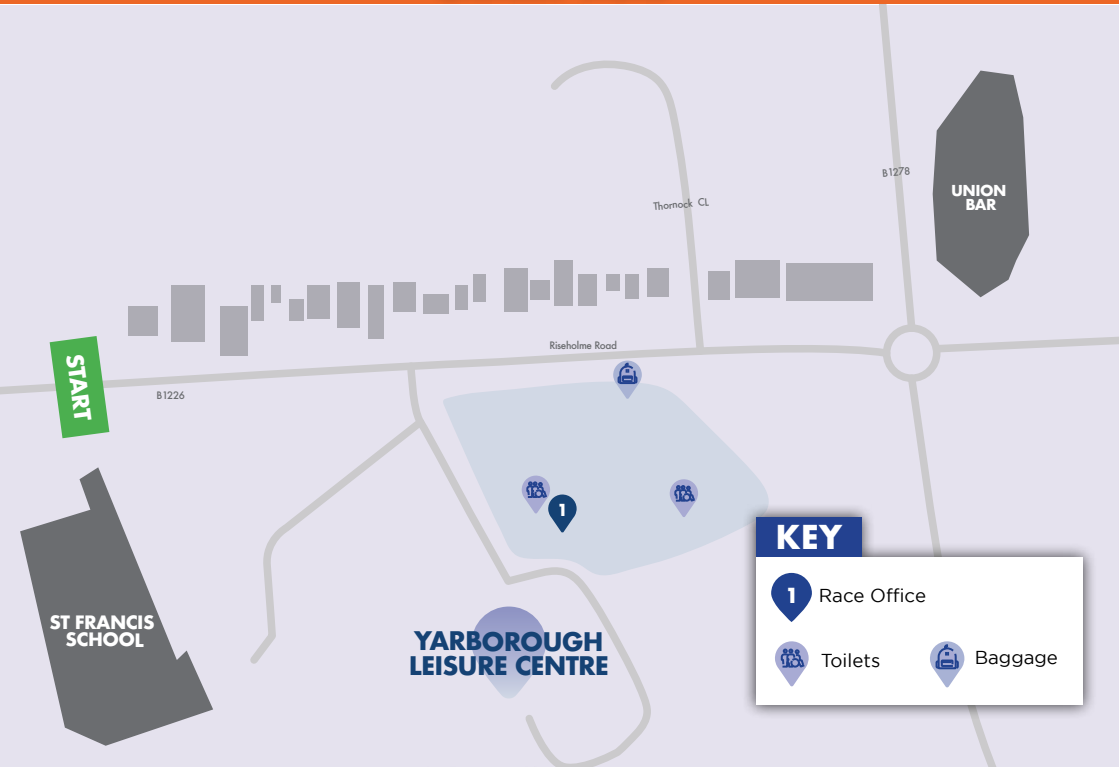 B1278
UNION
BAR
Thornock CL
Riseholme Road
START
B1226
1
KEY
1 Race Office
Toilets
Baggage
ST FRANCIS
SCHOOL
YARBOROUGH
LEISURE CENTRE